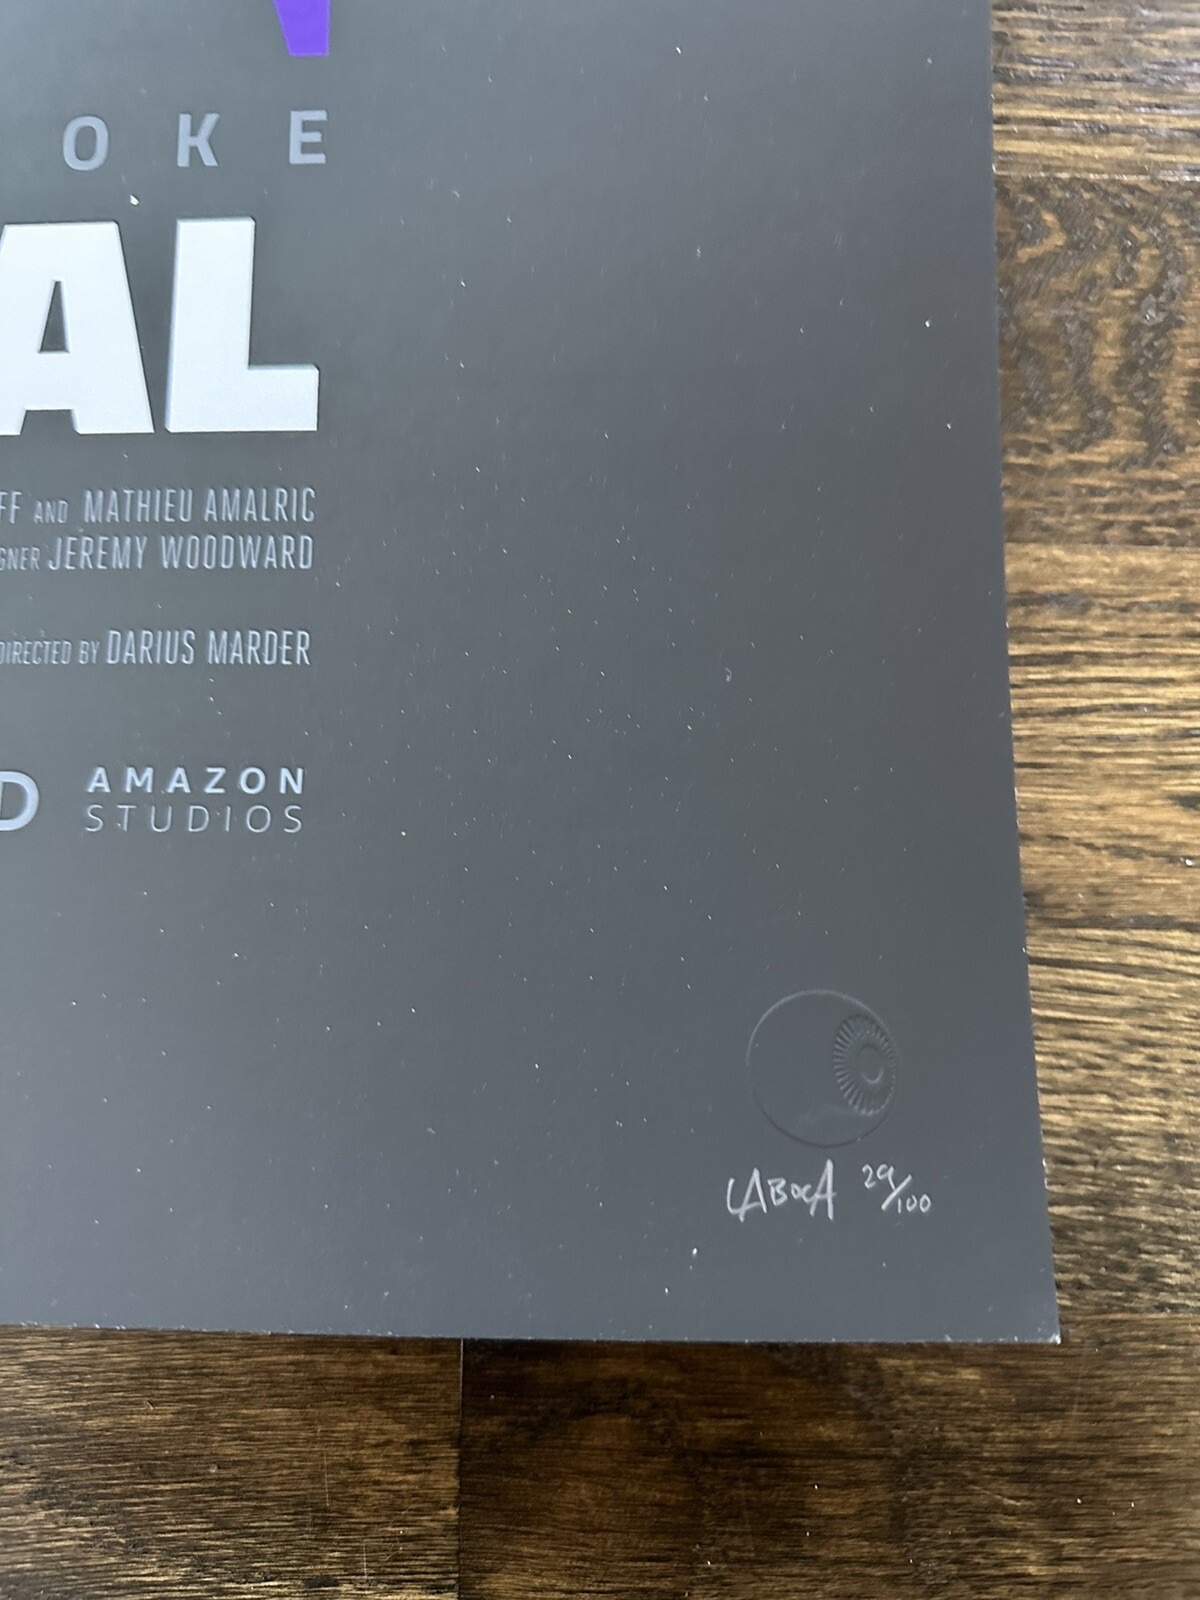 OKE
AL
FF AND MATHIEU AMALRIC
GNER JEREMY WOODWARD
DIRECTED BY DARIUS MARDER
D AMAZON
STUDIOS
LABOCA 29/100